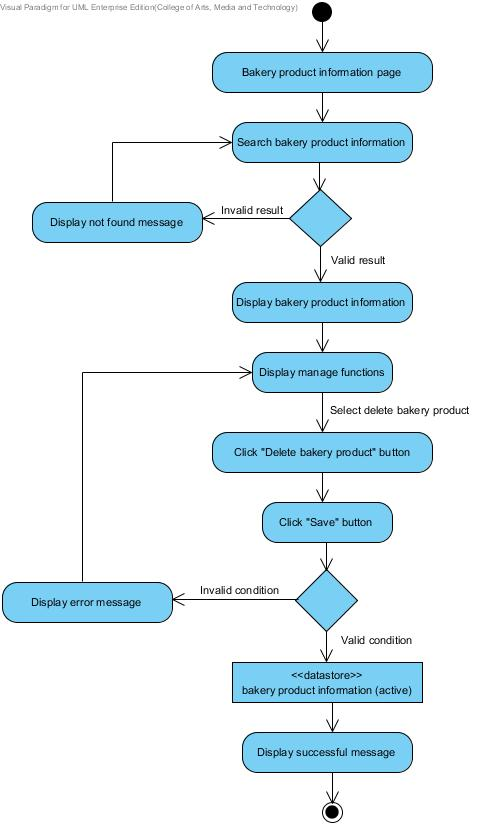 Visual Paradigm for UML Enterprise Edition(College of Arts, Media and Technology)
Bakery product information page
Search bakery product information
Invalid result
Display not found message
Valid result
Display bakery product information
Display manage functions
Select delete bakery product
Click "Delete bakery product" button
Click "Save" button
Invalid condition
Display error message
Valid condition
<<datastore>>
bakery product information (active)
Display successful message